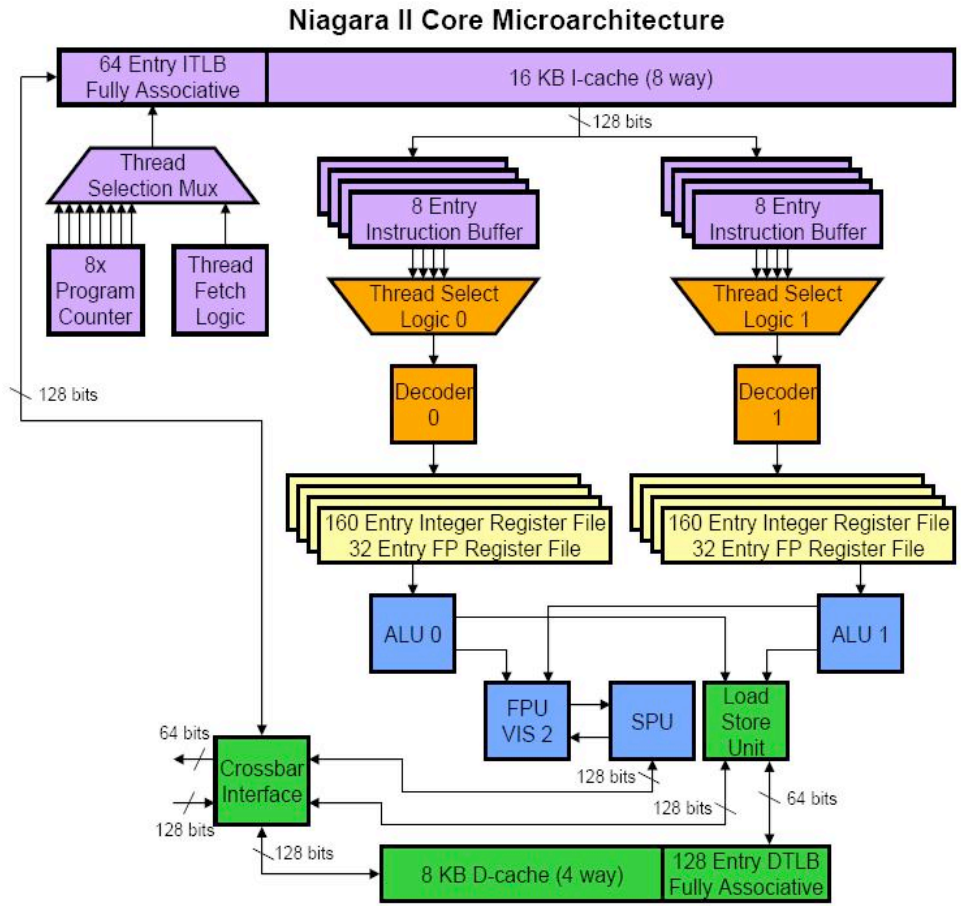 Niagara II Core Microarchitecture
64 Entry ITLB
Fully Associative
16 KB I-cache (8 way)
128 bits
Thread
Selection Mux
8 Entry
Instruction Buffer
8 Entry
Instruction Buffer
8x
Program
Counter
Thread
Fetch
Logic
Thread Select
Logic 0
Thread Select
Logic 1
128 bits
Decoder
0
Decoder
1
160 Entry Integer Register File
32 Entry FP Register File
160 Entry Integer Register File
32 Entry FP Register File
ALU 0
ALU 1
FPU
VIS 2
SPU
Load
Store
Unit
64 bits
Crossbar
Interface
128 bits
128 bits
128 bits
64 bits
128 bits
8 KB D-cache (4 way)
128 Entry DTLB
Fully Associative